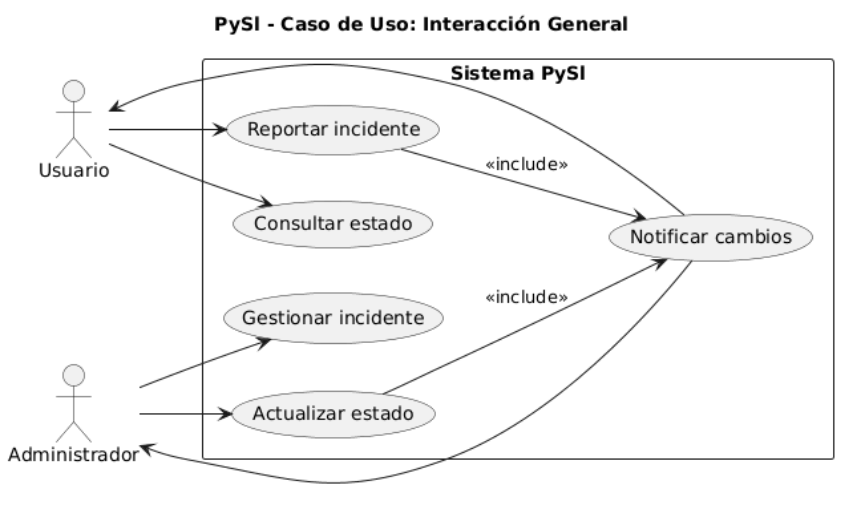 PySI - Caso de Uso: Interacción General
Sistema PySI
Reportar incidente
«include»
Usuario
Consultar estado
Notificar cambios
«include»
Gestionar incidente
Actualizar estado
Administrador